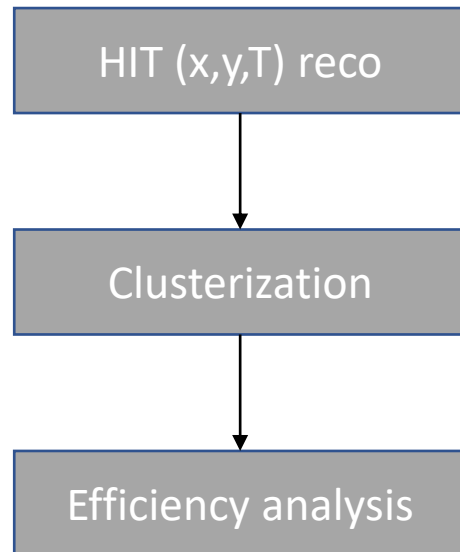 HIT (x,y,T) reco
Clusterization
Efficiency analysis